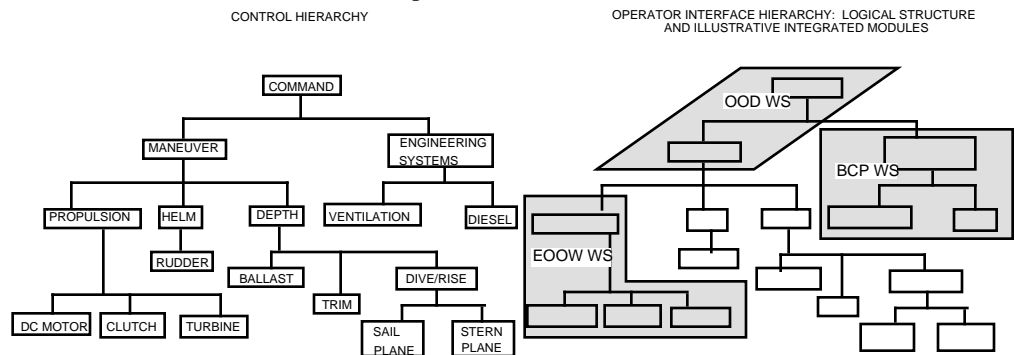 CONTROL HIERARCHY
OPERATOR INTERFACE HIERARCHY: LOGICAL STRUCTURE
AND ILLUSTRATIVE INTEGRATED MODULES
COMMAND
MANEUVER
ENGINEERING
SYSTEMS
PROPULSION
HELM
DEPTH
VENTILATION
DIESEL
RUDDER
BALLAST
TRIM
DIVE/RISE
DC MOTOR
CLUTCH
TURBINE
SAIL
PLANE
STERN
PLANE
OOD WS
BCP WS
EOOW WS